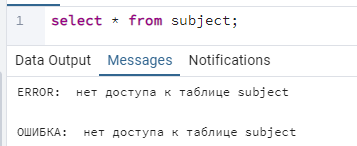 1 select * from subject;
Data Output Messages Notifications
ERROR: нет доступа к таблице subject
ОШИБКА: нет доступа к таблице subject